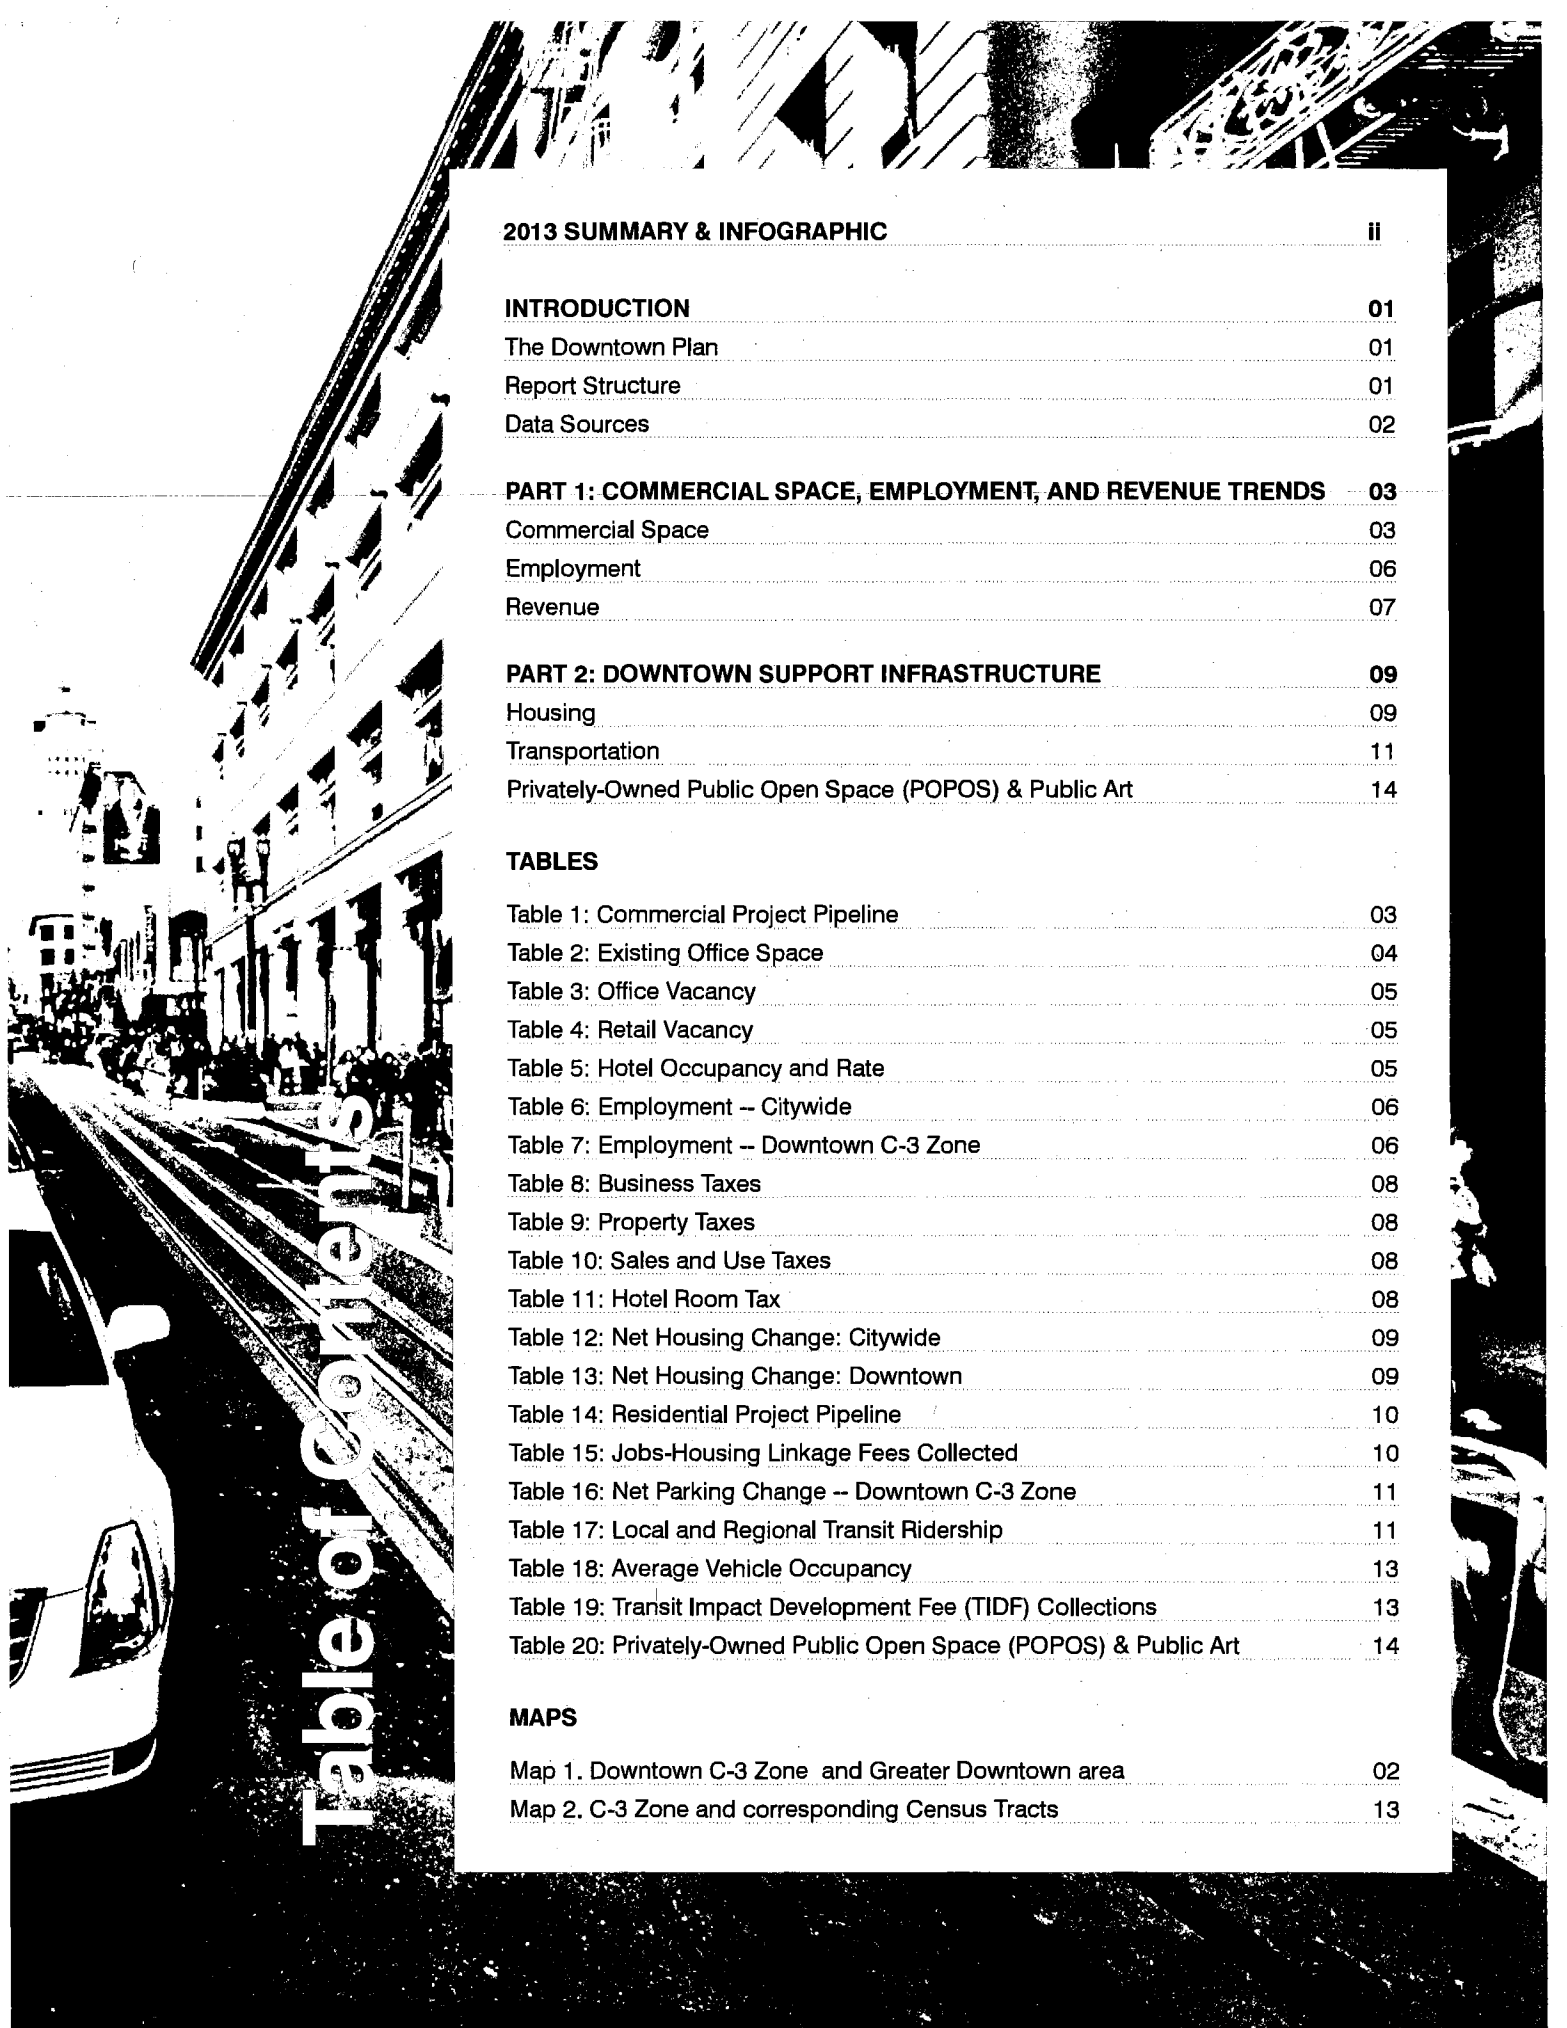 Table of Contents
2013 SUMMARY & INFOGRAPHIC ii
INTRODUCTION 01
The Downtown Plan 01
Report Structure 01
Data Sources 02
PART 1: COMMERCIAL SPACE, EMPLOYMENT, AND REVENUE TRENDS 03
Commercial Space 03
Employment 06
Revenue 07
PART 2: DOWNTOWN SUPPORT INFRASTRUCTURE 09
Housing 09
Transportation 11
Privately-Owned Public Open Space (POPOS) & Public Art 14
TABLES
Table 1: Commercial Project Pipeline 03
Table 2: Existing Office Space 04
Table 3: Office Vacancy 05
Table 4: Retail Vacancy 05
Table 5: Hotel Occupancy and Rate 05
Table 6: Employment -- Citywide 06
Table 7: Employment -- Downtown C-3 Zone 06
Table 8: Business Taxes 08
Table 9: Property Taxes 08
Table 10: Sales and Use Taxes 08
Table 11: Hotel Room Tax 08
Table 12: Net Housing Change: Citywide 09
Table 13: Net Housing Change: Downtown 09
Table 14: Residential Project Pipeline 10
Table 15: Jobs-Housing Linkage Fees Collected 10
Table 16: Net Parking Change -- Downtown C-3 Zone 11
Table 17: Local and Regional Transit Ridership 11
Table 18: Average Vehicle Occupancy 13
Table 19: Transit Impact Development Fee (TIDF) Collections 13
Table 20: Privately-Owned Public Open Space (POPOS) & Public Art 14
MAPS
Map 1. Downtown C-3 Zone and Greater Downtown area 02
Map 2. C-3 Zone and corresponding Census Tracts 13